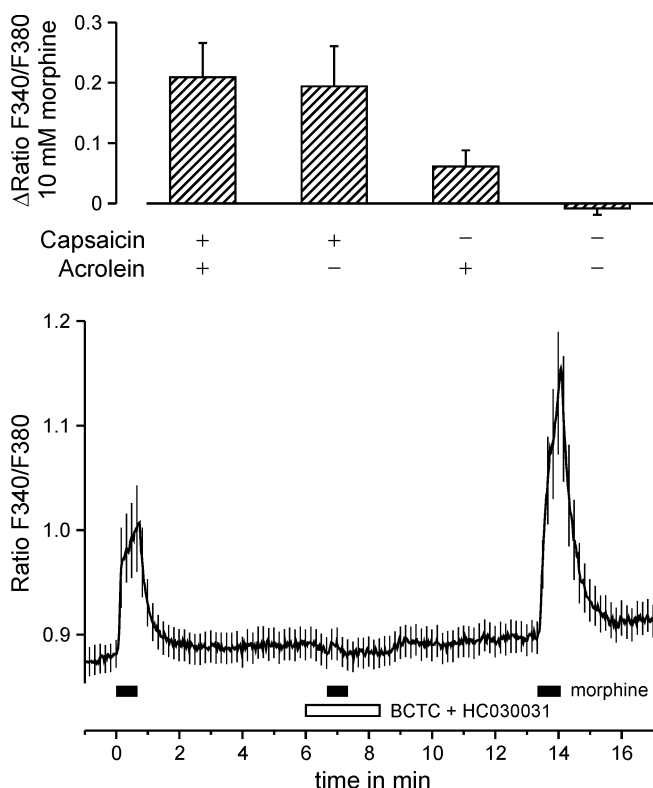 ΔRatio F340/F380
10 mM morphine
0.3
0.2
0.1
0
Capsaicin + + − −
Acrolein + − + −
Ratio F340/F380
1.2
1.1
1.0
0.9
morphine
BCTC + HC030031
0 2 4 6 8 10 12 14 16
time in min